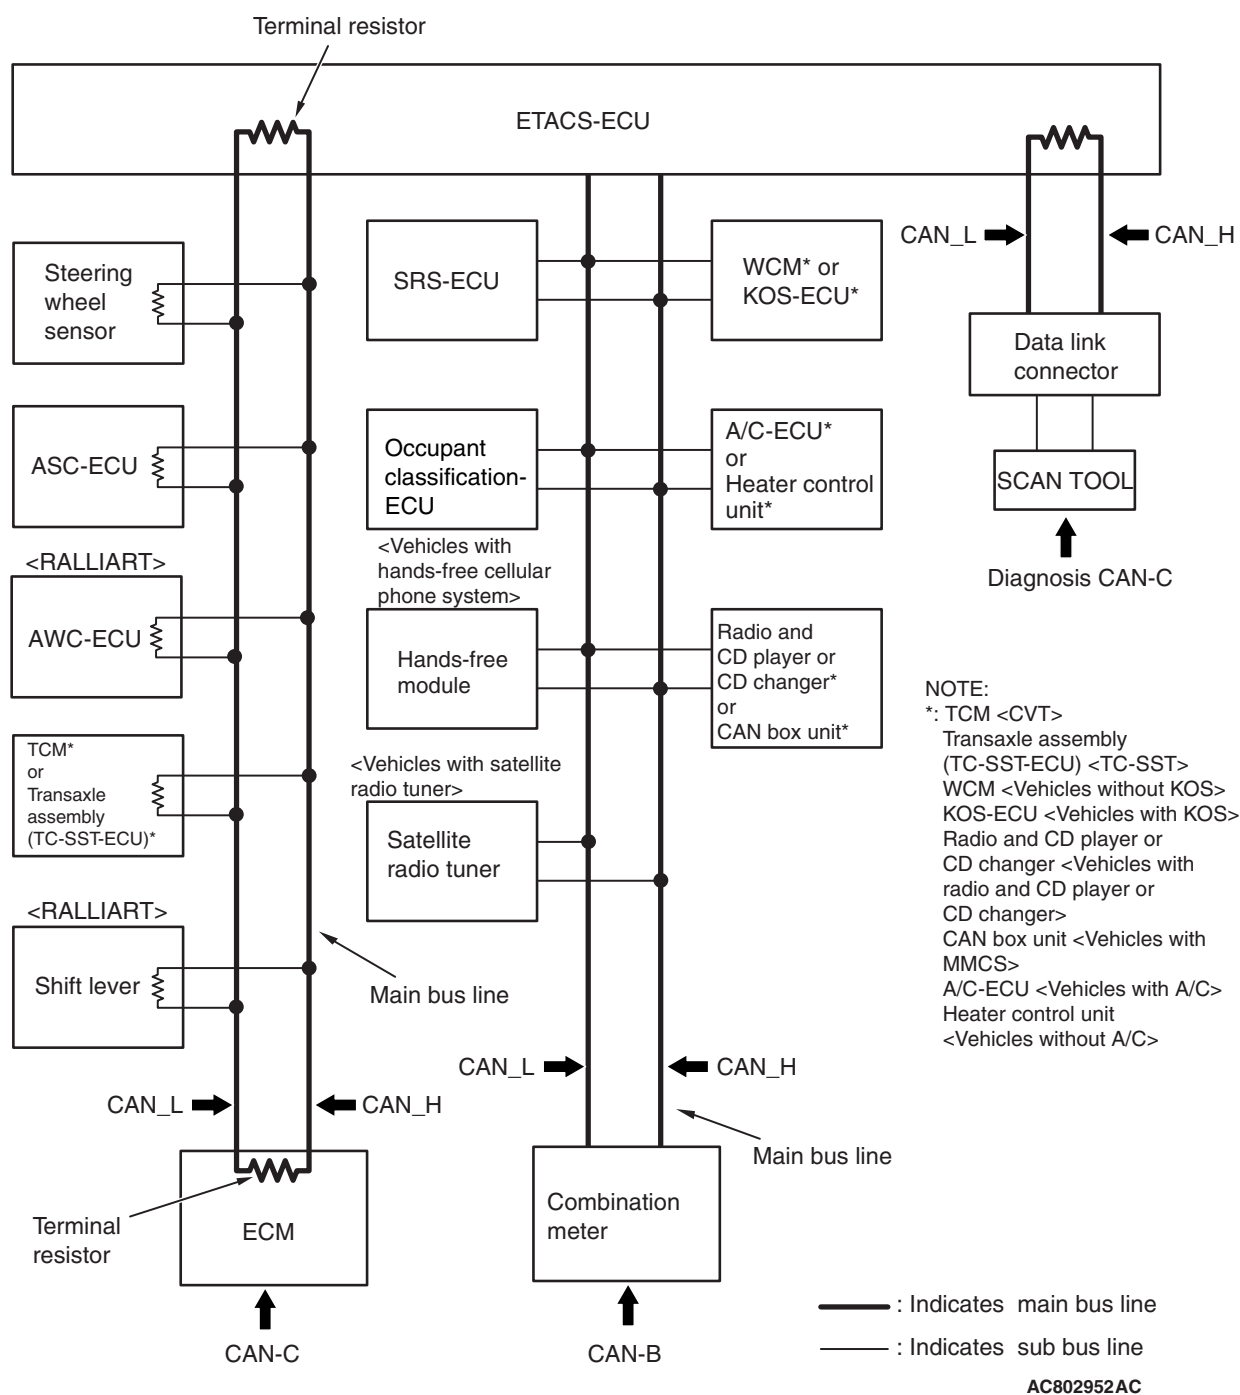 Terminal resistor
ETACS-ECU
Steering
wheel
sensor
ASC-ECU
<RALLIART>
AWC-ECU
TCM*
or
Transaxle
assembly
(TC-SST-ECU)*
<RALLIART>
Shift lever
CAN_L
CAN_H
Main bus line
Terminal
resistor
ECM
CAN-C
SRS-ECU
WCM* or
KOS-ECU*
Occupant
classification-
ECU
A/C-ECU*
or
Heater control
unit*
<Vehicles with
hands-free cellular
phone system>
Hands-free
module
Radio and
CD player or
CD changer*
or
CAN box unit*
<Vehicles with satellite
radio tuner>
Satellite
radio tuner
CAN_L
CAN_H
Main bus line
Combination
meter
CAN-B
CAN_L
CAN_H
Data link
connector
SCAN TOOL
Diagnosis CAN-C
NOTE:
*: TCM <CVT>
Transaxle assembly
(TC-SST-ECU) <TC-SST>
WCM <Vehicles without KOS>
KOS-ECU <Vehicles with KOS>
Radio and CD player or
CD changer <Vehicles with
radio and CD player or
CD changer>
CAN box unit <Vehicles with
MMCS>
A/C-ECU <Vehicles with A/C>
Heater control unit
<Vehicles without A/C>
: Indicates main bus line
: Indicates sub bus line
AC802952AC